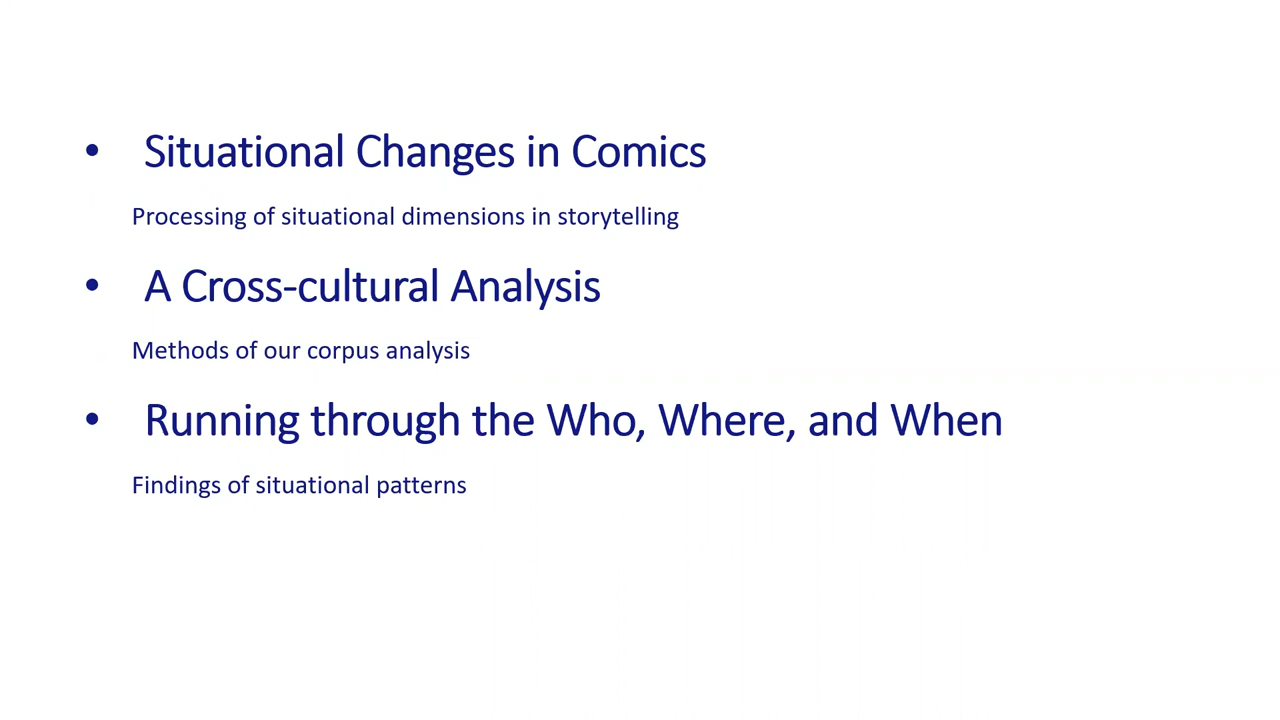 • Situational Changes in Comics
Processing of situational dimensions in storytelling
• A Cross-cultural Analysis
Methods of our corpus analysis
• Running through the Who, Where, and When
Findings of situational patterns